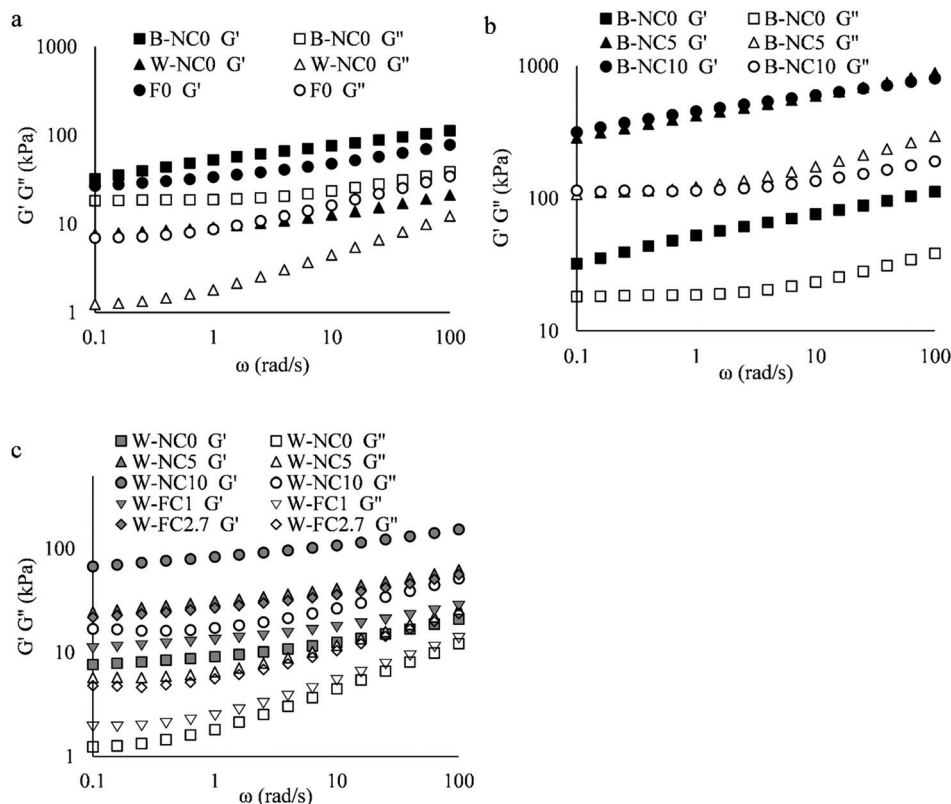 a
1000
100
10
1
G' G" (kPa)
B-NC0 G' B-NC0 G"
W-NC0 G' W-NC0 G"
F0 G' F0 G"
0.1 1 10 100
ω (rad/s)
b
1000
100
10
G' G" (kPa)
B-NC0 G' B-NC0 G"
B-NC5 G' B-NC5 G"
B-NC10 G' B-NC10 G"
0.1 1 10 100
ω (rad/s)
c
100
10
1
G' G" (kPa)
W-NC0 G' W-NC0 G"
W-NC5 G' W-NC5 G"
W-NC10 G' W-NC10 G"
W-FC1 G' W-FC1 G"
W-FC2.7 G' W-FC2.7 G"
0.1 1 10 100
ω (rad/s)